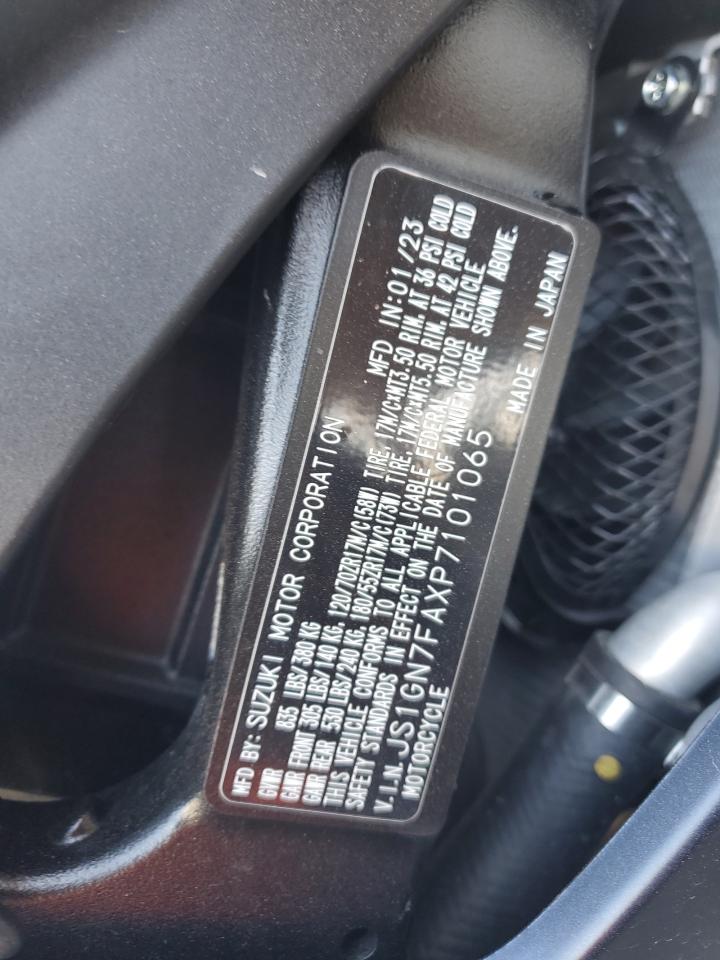 MFD BY: SUZUKI MOTOR CORPORATION MFD IN:01/23
GVWR 835 LBS/380 KG
GAWR FRONT 305 LBS/140 KG, 120/70ZR17M/C(58W) TIRE, 17M/C×MT3.50 RIM. AT 36 PSI COLD
GAWR REAR 530 LBS/240 KG, 180/55ZR17M/C(73W) TIRE, 17M/C×MT5.50 RIM. AT 42 PSI COLD
THIS VEHICLE CONFORMS TO ALL APPLICABLE FEDERAL MOTOR VEHICLE
SAFETY STANDARDS IN EFFECT ON THE DATE OF MANUFACTURE SHOWN ABOVE.
V.I.N. JS1GN7FAXP7101065
MOTORCYCLE MADE IN JAPAN